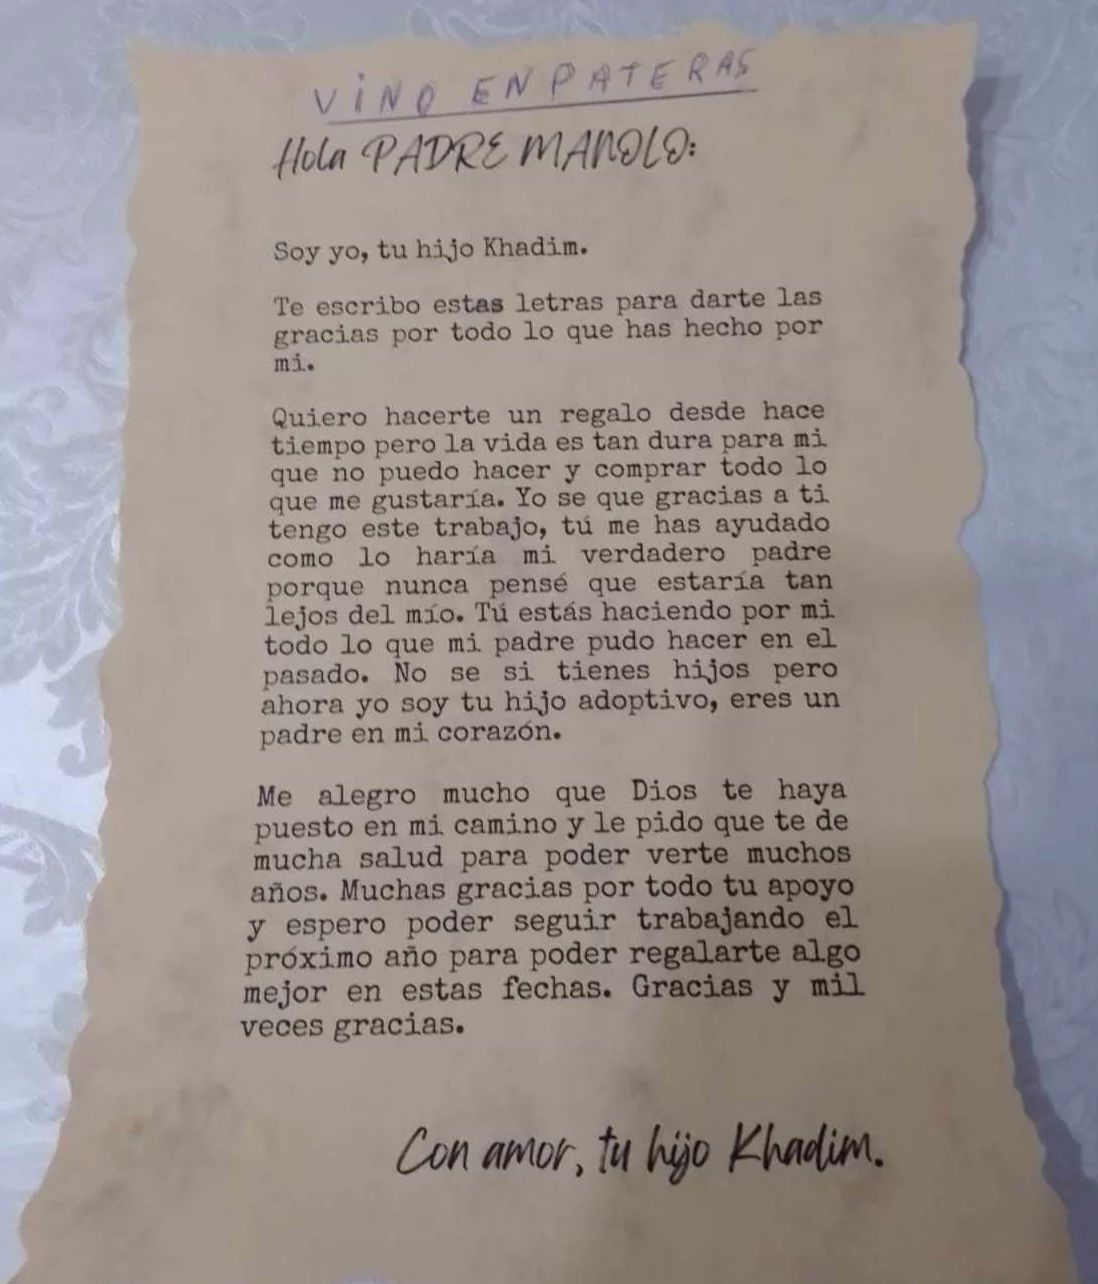 VINO EN PATERAS
Hola PADRE MANOLO:
Soy yo, tu hijo Khadim.
Te escribo estas letras para darte las
gracias por todo lo que has hecho por
mi.
Quiero hacerte un regalo desde hace
tiempo pero la vida es tan dura para mi
que no puedo hacer y comprar todo lo
que me gustaría. Yo se que gracias a ti
tengo este trabajo, tú me has ayudado
como lo haría mi verdadero padre
porque nunca pensé que estaría tan
lejos del mío. Tú estás haciendo por mi
todo lo que mi padre pudo hacer en el
pasado. No se si tienes hijos pero
ahora yo soy tu hijo adoptivo, eres un
padre en mi corazón.
Me alegro mucho que Dios te haya
puesto en mi camino y le pido que te de
mucha salud para poder verte muchos
años. Muchas gracias por todo tu apoyo
y espero poder seguir trabajando el
próximo año para poder regalarte algo
mejor en estas fechas. Gracias y mil
veces gracias.
Con amor, tu hijo Khadim.